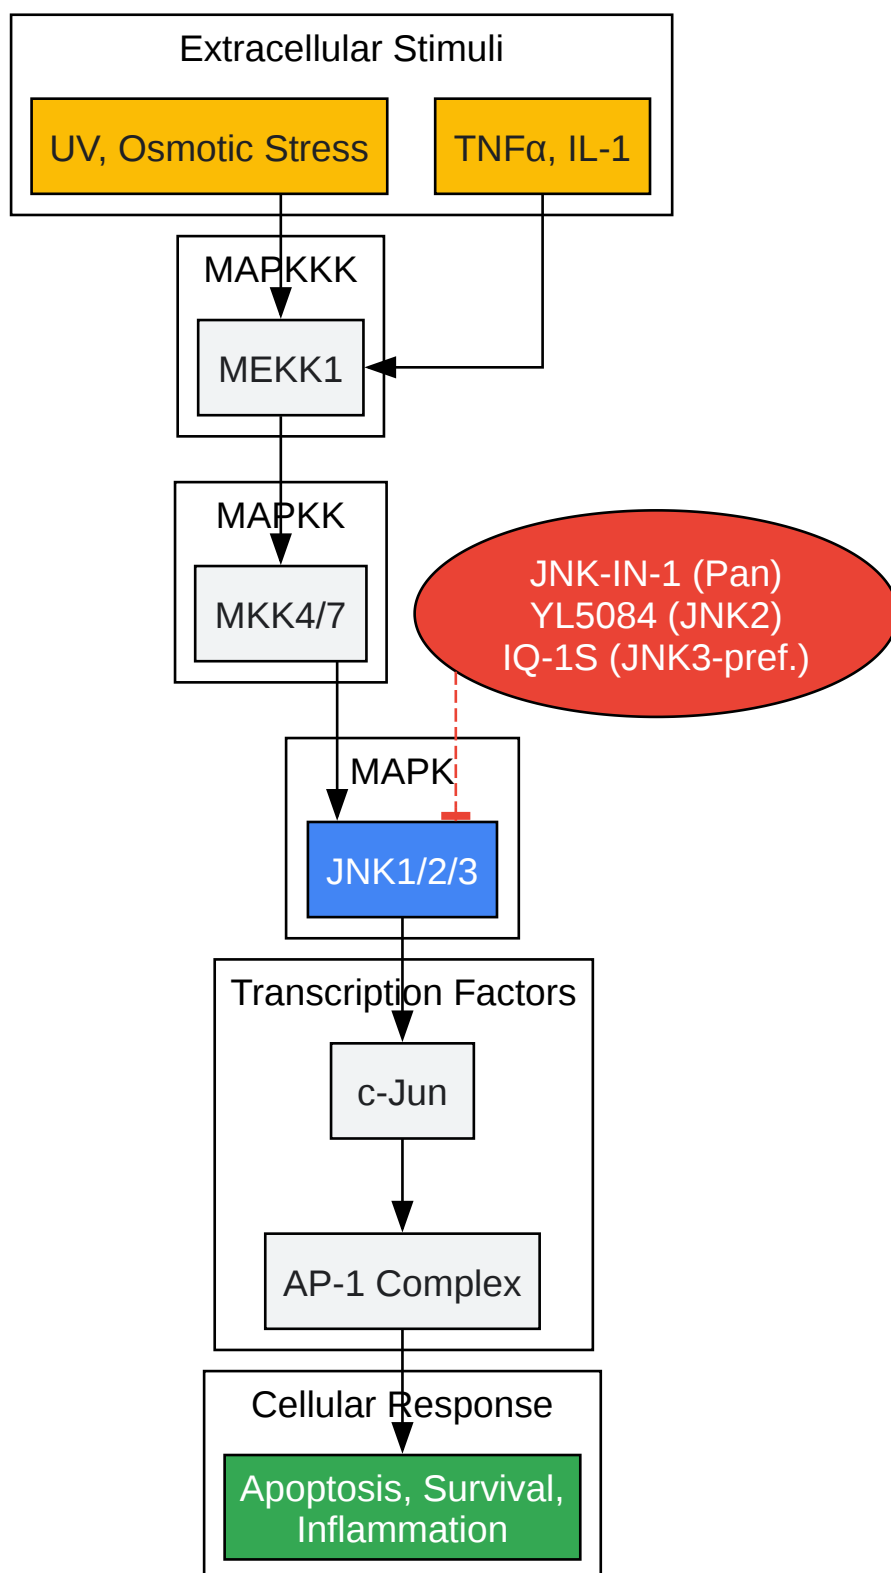 Extracellular Stimuli
UV, Osmotic Stress
TNFα, IL-1
MAPKKK
MEKK1
MAPKK
MKK4/7
JNK-IN-1 (Pan)
YL5084 (JNK2)
IQ-1S (JNK3-pref.)
MAPK
JNK1/2/3
Transcription Factors
c-Jun
AP-1 Complex
Cellular Response
Apoptosis, Survival,
Inflammation